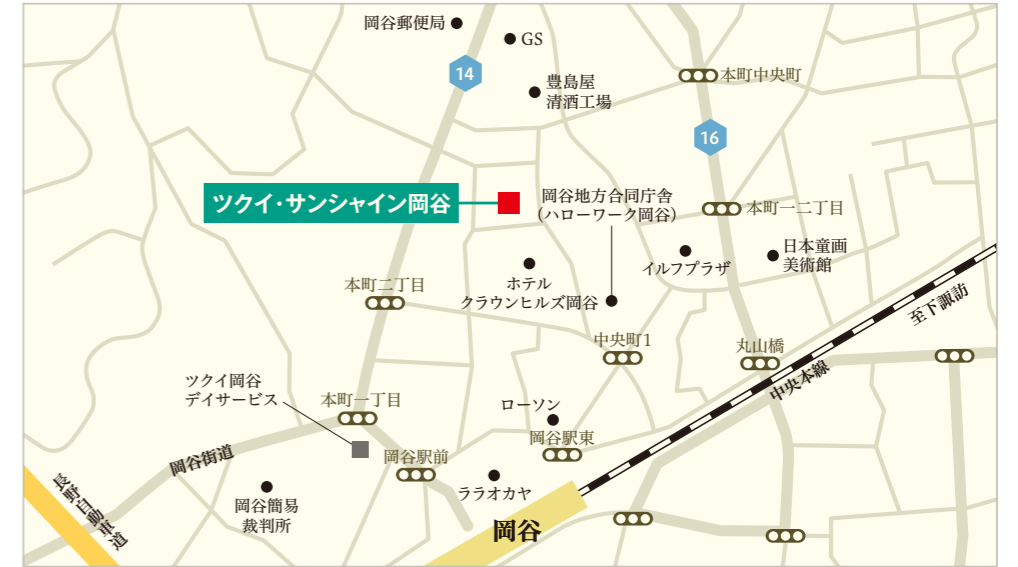 岡谷郵便局
GS
14
豊島屋
清酒工場
本町中央町
16
ツクイ・サンシャイン岡谷
岡谷地方合同庁舎
（ハローワーク岡谷）
本町一二丁目
イルフプラザ
日本童画
美術館
ホテル
クラウンヒルズ岡谷
本町二丁目
至下諏訪
中央町1
丸山橋
中央本線
ツクイ岡谷
デイサービス
本町一丁目
ローソン
岡谷駅東
岡谷街道
岡谷駅前
ララオカヤ
長野自動車道
岡谷簡易
裁判所
岡谷